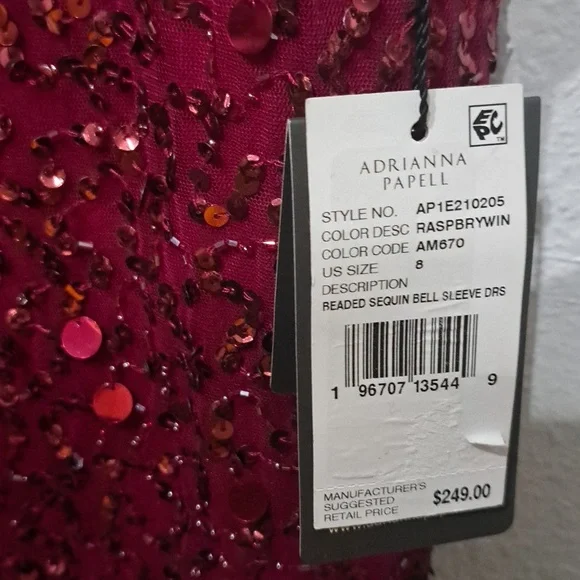 EPC™
ADRIANNA
PAPELL
STYLE NO. AP1E210205
COLOR DESC RASPBRYWIN
COLOR CODE AM670
US SIZE 8
DESCRIPTION
BEADED SEQUIN BELL SLEEVE DRS
1 96707 13544 9
MANUFACTURER'S
SUGGESTED
RETAIL PRICE $249.00